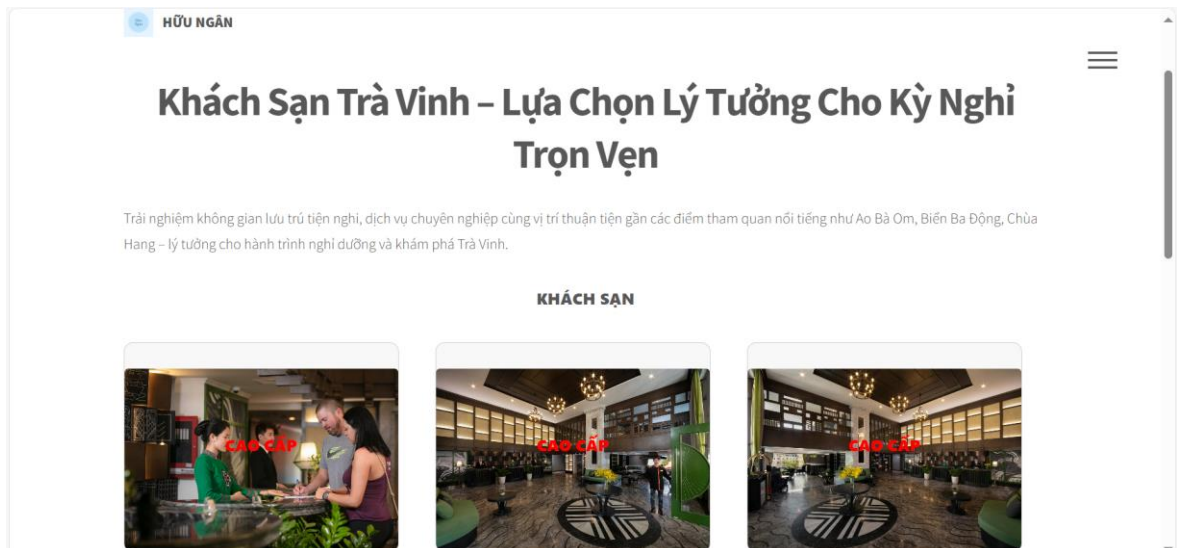 HỮU NGÂN
Khách Sạn Trà Vinh – Lựa Chọn Lý Tưởng Cho Kỳ Nghỉ
Trọn Vẹn
Trải nghiệm không gian lưu trú tiện nghi, dịch vụ chuyên nghiệp cùng vị trí thuận tiện gần các điểm tham quan nổi tiếng như Ao Bà Om, Biển Ba Động, Chùa
Hang – lý tưởng cho hành trình nghỉ dưỡng và khám phá Trà Vinh.
KHÁCH SẠN
CAO CẤP
CAO CẤP
CAO CẤP